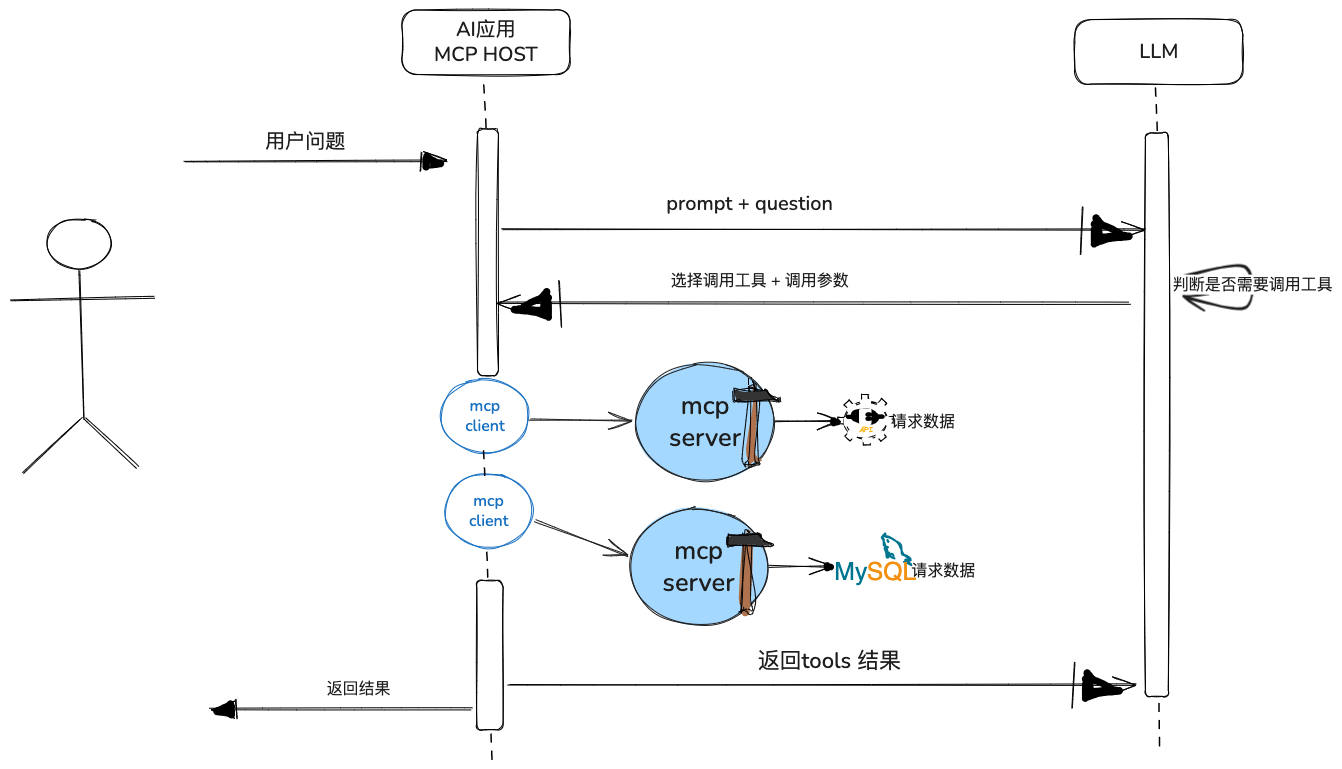 AI应用
MCP HOST
LLM
用户问题
prompt + question
选择调用工具 + 调用参数
判断是否需要调用工具
mcp
client
mcp
server
API
请求数据
mcp
client
mcp
server
MySQL
请求数据
返回tools 结果
返回结果